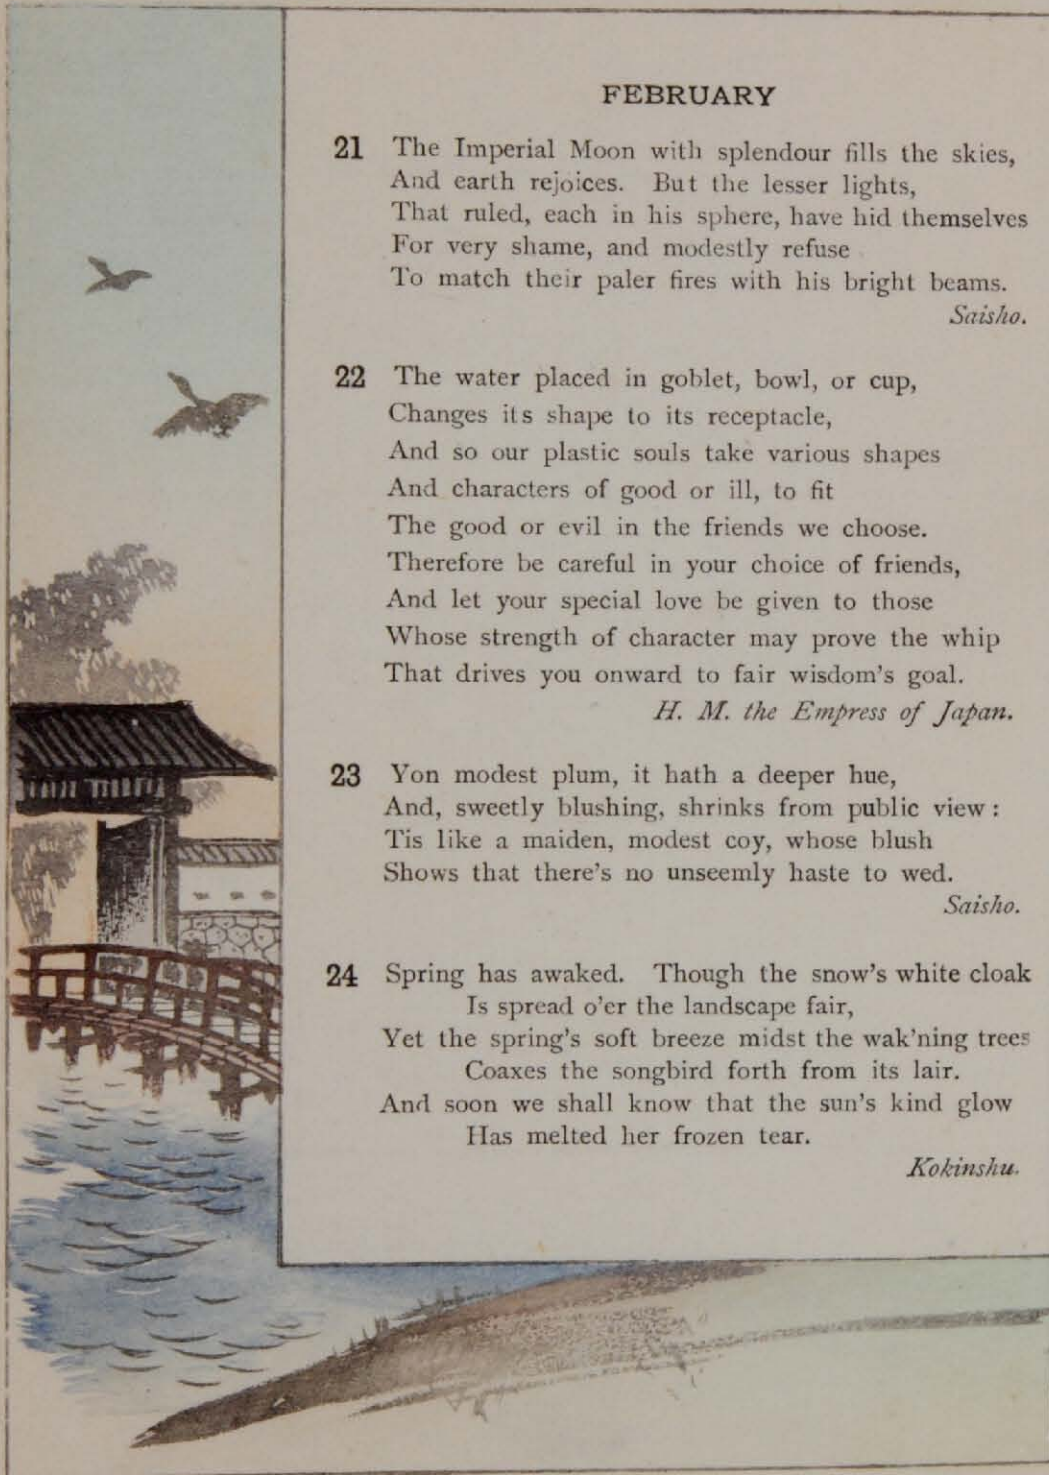 FEBRUARY
21 The Imperial Moon with splendour fills the skies,
And earth rejoices. But the lesser lights,
That ruled, each in his sphere, have hid themselves
For very shame, and modestly refuse
To match their paler fires with his bright beams.
Saisho.
22 The water placed in goblet, bowl, or cup,
Changes its shape to its receptacle,
And so our plastic souls take various shapes
And characters of good or ill, to fit
The good or evil in the friends we choose.
Therefore be careful in your choice of friends,
And let your special love be given to those
Whose strength of character may prove the whip
That drives you onward to fair wisdom's goal.
H. M. the Empress of Japan.
23 Yon modest plum, it hath a deeper hue,
And, sweetly blushing, shrinks from public view :
Tis like a maiden, modest coy, whose blush
Shows that there's no unseemly haste to wed.
Saisho.
24 Spring has awaked. Though the snow's white cloak
Is spread o'er the landscape fair,
Yet the spring's soft breeze midst the wak'ning trees
Coaxes the songbird forth from its lair.
And soon we shall know that the sun's kind glow
Has melted her frozen tear.
Kokinshu.